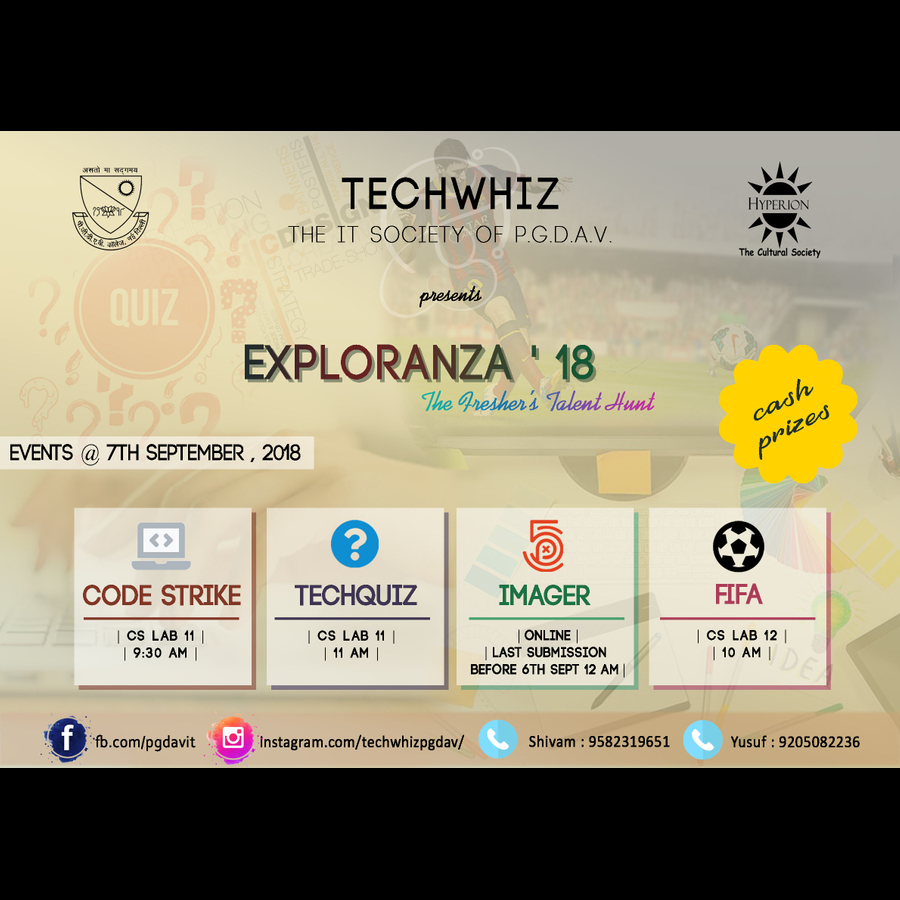 असतो मा सद्गमय
TECHWHIZ
THE IT SOCIETY OF P.G.D.A.V.
HYPERION
The Cultural Society
presents
QUIZ
EXPLORANZA ' 18
The Fresher's Talent Hunt
cash
prizes
EVENTS @ 7TH SEPTEMBER , 2018
CODE STRIKE
| CS LAB 11 |
| 9:30 AM |
TECHQUIZ
| CS LAB 11 |
| 11 AM |
IMAGER
| ONLINE |
| LAST SUBMISSION
BEFORE 6TH SEPT 12 AM |
FIFA
| CS LAB 12 |
| 10 AM |
IDEA
fb.com/pgdavit
Instagram.com/techwhizpgdav/
Shivam : 9582319651
Yusuf : 9205082236